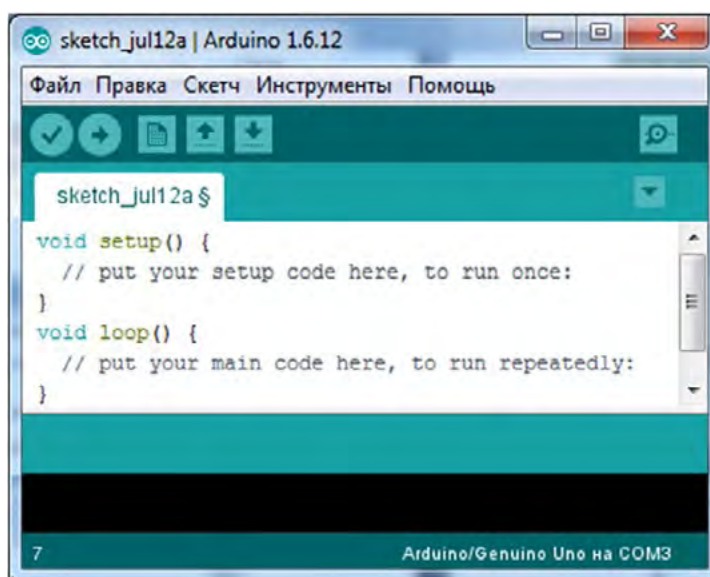 sketch_jul12a | Arduino 1.6.12
Файл Правка Скетч Инструменты Помощь
sketch_jul12a §
void setup() {
  // put your setup code here, to run once:
}
void loop() {
  // put your main code here, to run repeatedly:
}
7 Arduino/Genuino Uno на COM3